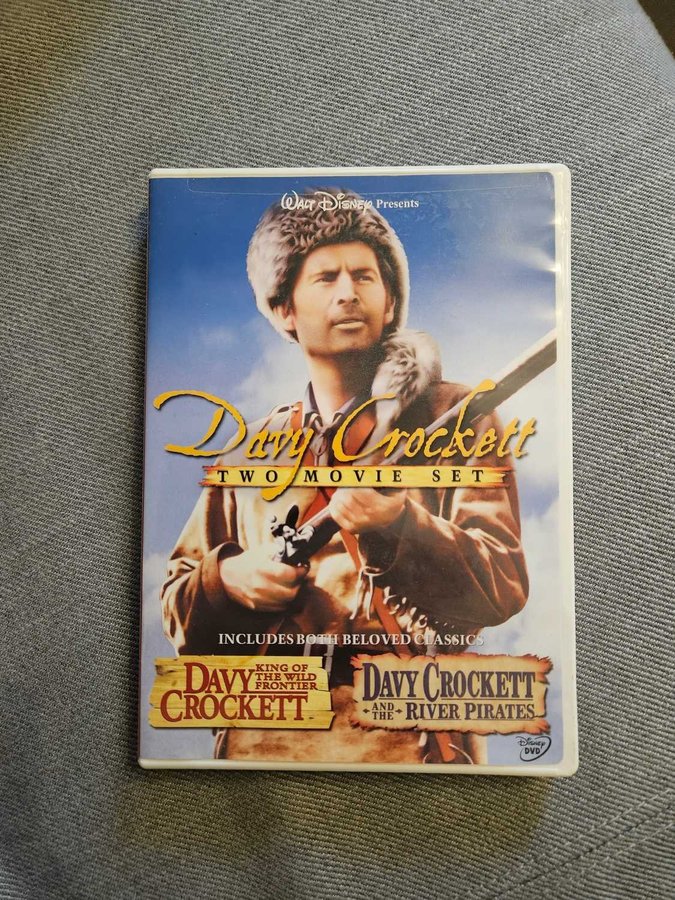 WALT DISNEY Presents
Davy Crockett
TWO MOVIE SET
INCLUDES BOTH BELOVED CLASSICS
DAVY CROCKETT KING OF THE WILD FRONTIER
DAVY CROCKETT
AND THE RIVER PIRATES
Disney
DVD